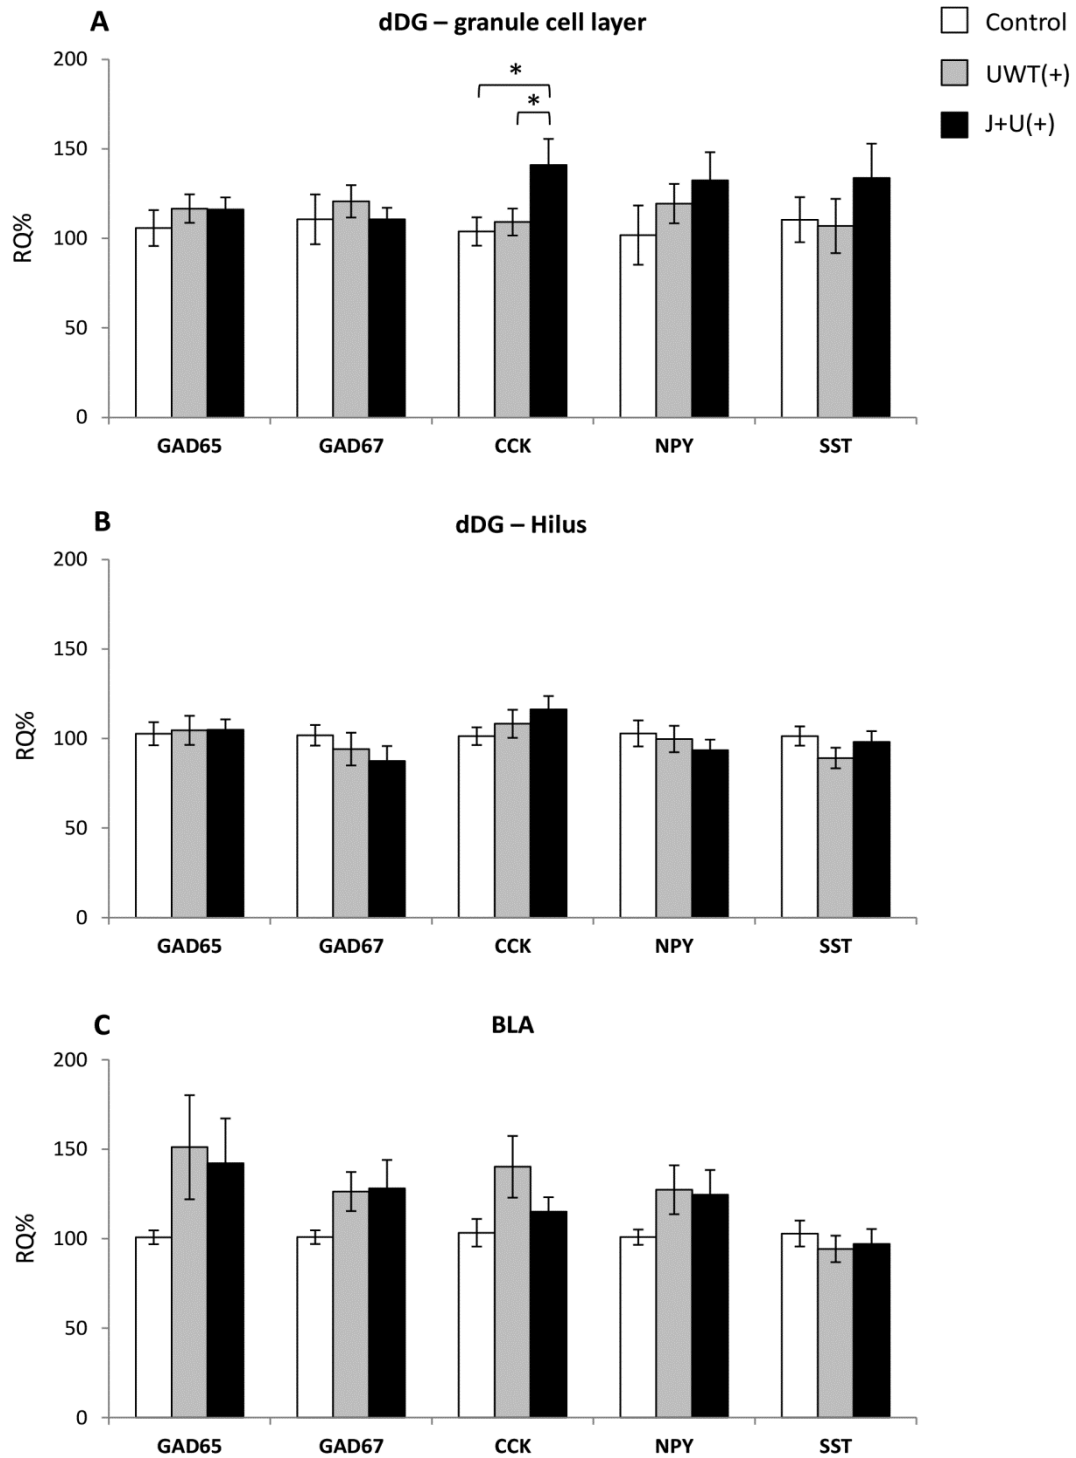 A
dDG – granule cell layer
Control
UWT(+)
J+U(+)
200
150
100
50
0
RQ%
*
*
GAD65 GAD67 CCK NPY SST
B
dDG – Hilus
200
150
100
50
0
RQ%
GAD65 GAD67 CCK NPY SST
C
BLA
200
150
100
50
0
RQ%
GAD65 GAD67 CCK NPY SST